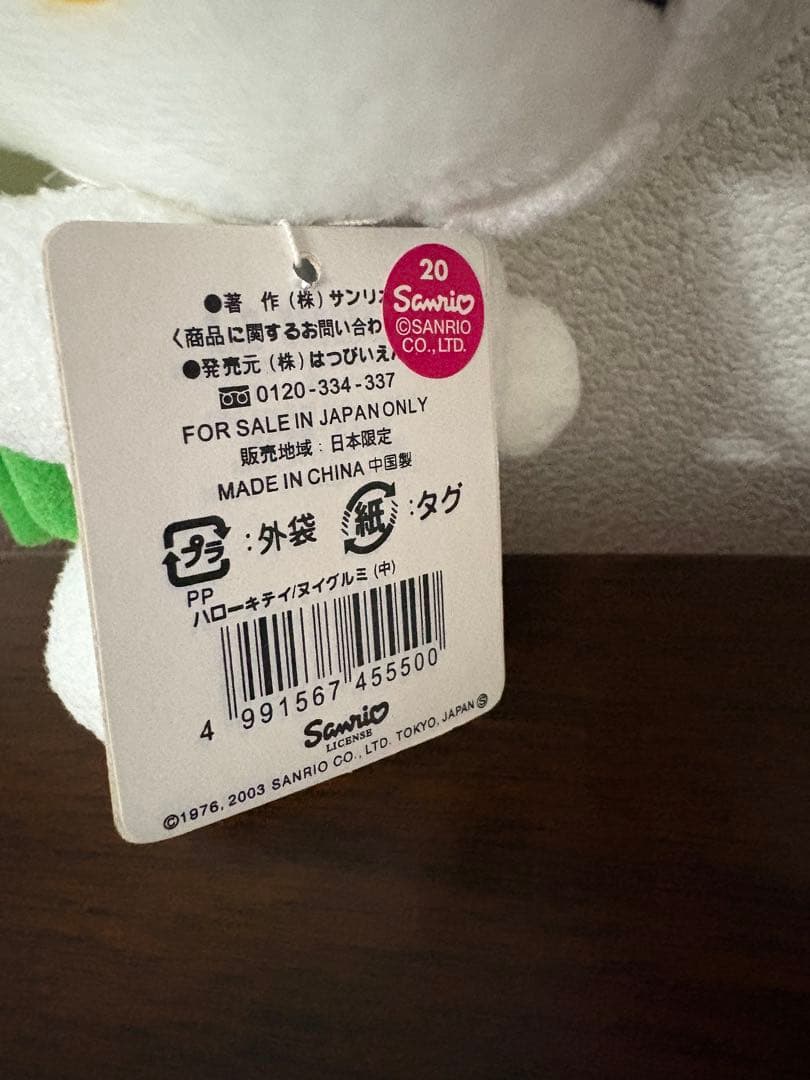 ●著 作 (株) サンリ
〈商品に関するお問い合わ
●発売元 (株) はつびいえ
0120-334-337
FOR SALE IN JAPAN ONLY
販売地域 : 日本限定
MADE IN CHINA 中国製
プラ : 外袋 紙 : タグ
PP
ハローキテイ/ヌイグルミ (中)
4 991567 455500
Sanrio
LICENSE
©1976, 2003 SANRIO CO., LTD. TOKYO, JAPAN Ⓢ
20
Sanrio
©SANRIO
CO., LTD.